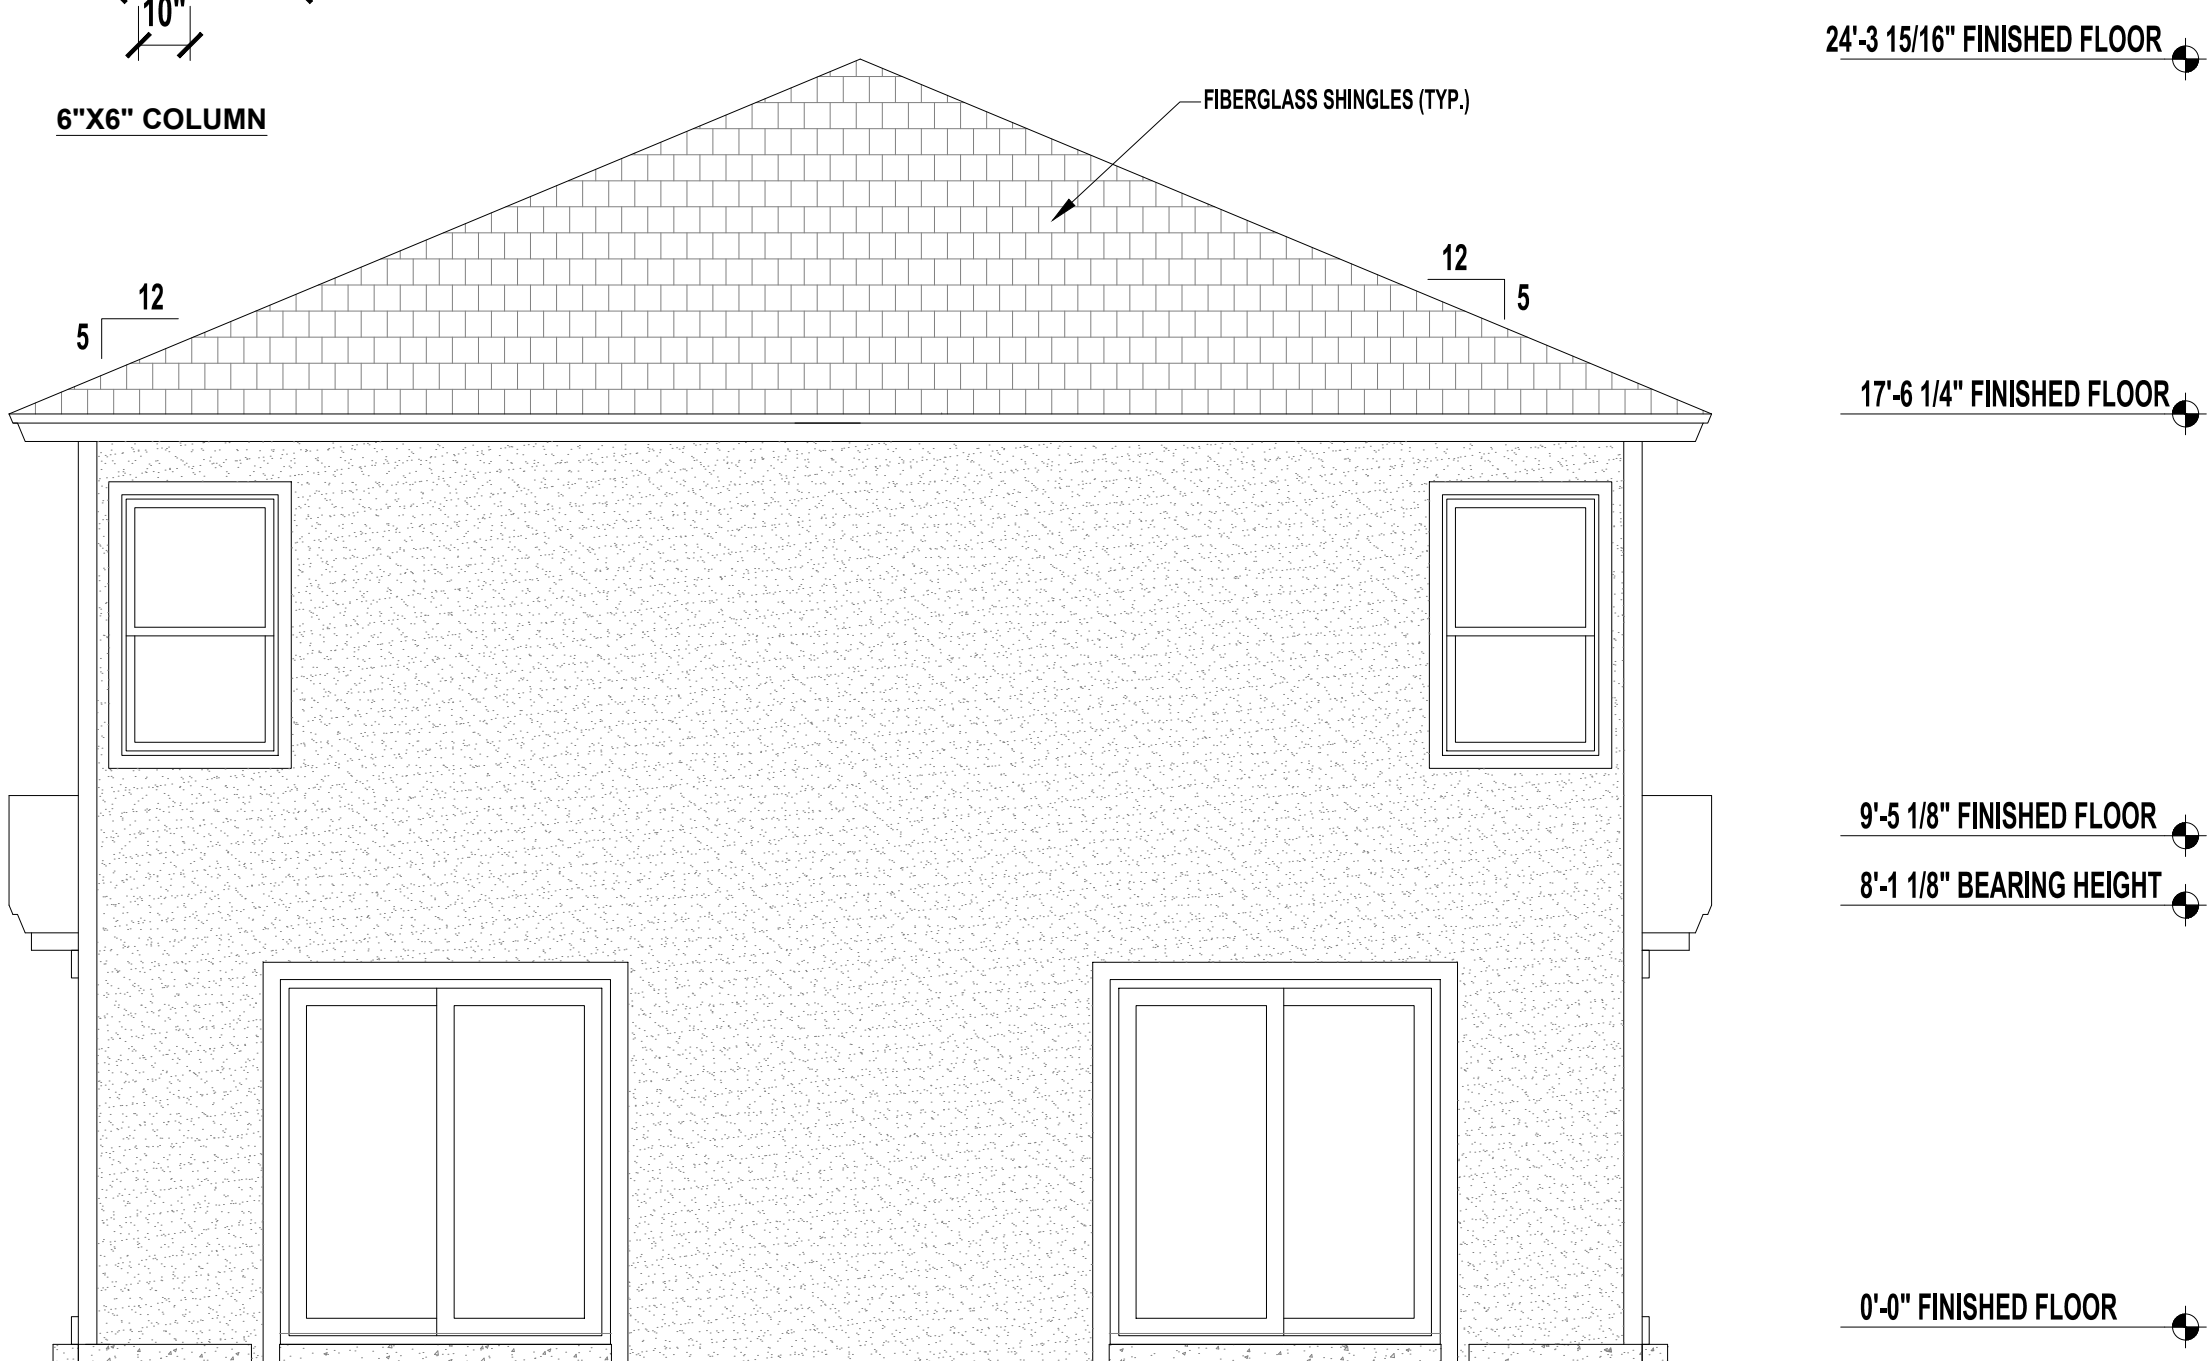 10"
24'-3 15/16" FINISHED FLOOR
6"X6" COLUMN
FIBERGLASS SHINGLES (TYP.)
12
5
12
5
17'-6 1/4" FINISHED FLOOR
9'-5 1/8" FINISHED FLOOR
8'-1 1/8" BEARING HEIGHT
0'-0" FINISHED FLOOR